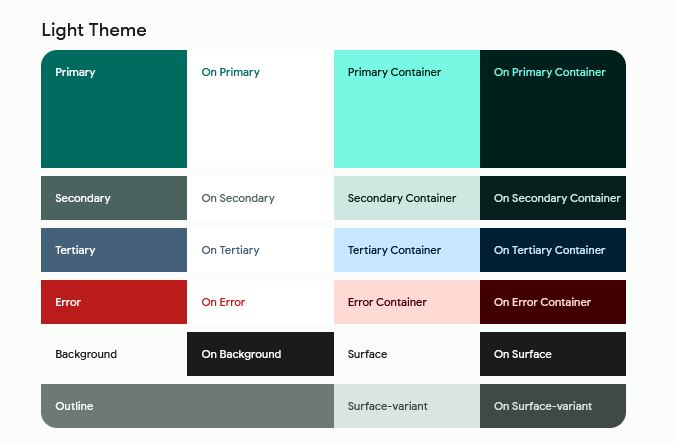 Light Theme
Primary
On Primary
Primary Container
On Primary Container
Secondary
On Secondary
Secondary Container
On Secondary Container
Tertiary
On Tertiary
Tertiary Container
On Tertiary Container
Error
On Error
Error Container
On Error Container
Background
On Background
Surface
On Surface
Outline
Surface-variant
On Surface-variant